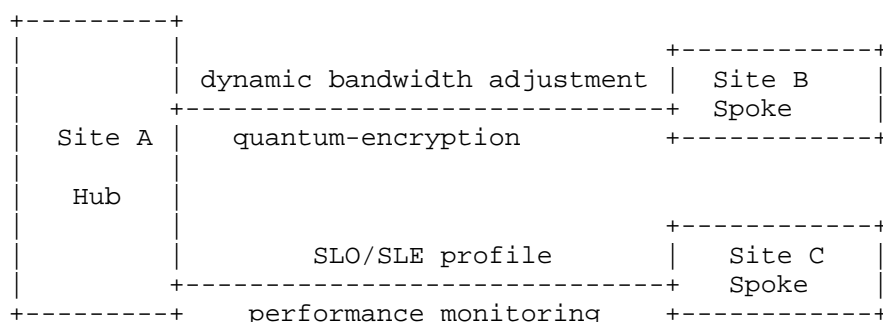 dynamic bandwidth adjustment Site B
Spoke
Site A quantum-encryption
Hub
SLO/SLE profile Site C
Spoke
performance monitoring